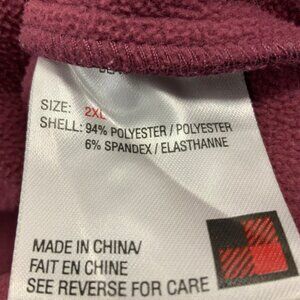 SIZE: 2XL
SHELL: 94% POLYESTER / POLYESTER
6% SPANDEX / ELASTHANNE
MADE IN CHINA/
FAIT EN CHINE
SEE REVERSE FOR CARE